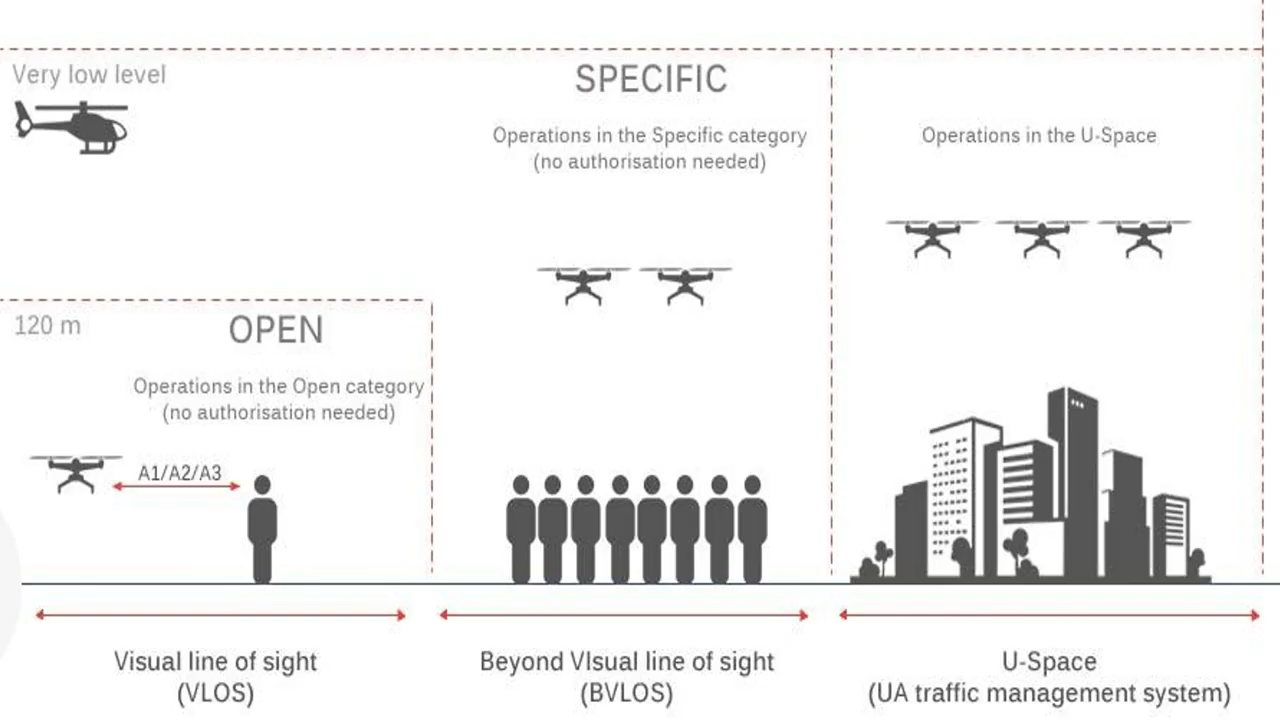 Very low level
SPECIFIC
Operations in the Specific category
(no authorisation needed)
Operations in the U-Space
120 m
OPEN
Operations in the Open category
(no authorisation needed)
A1/A2/A3
Visual line of sight
(VLOS)
Beyond VIsual line of sight
(BVLOS)
U-Space
(UA traffic management system)